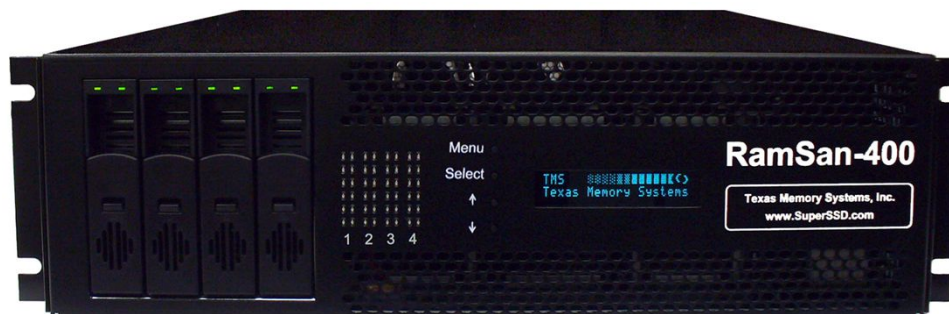 Menu
Select
↑
↓
1 2 3 4
TMS
Texas Memory Systems
RamSan-400
Texas Memory Systems, Inc.
www.SuperSSD.com